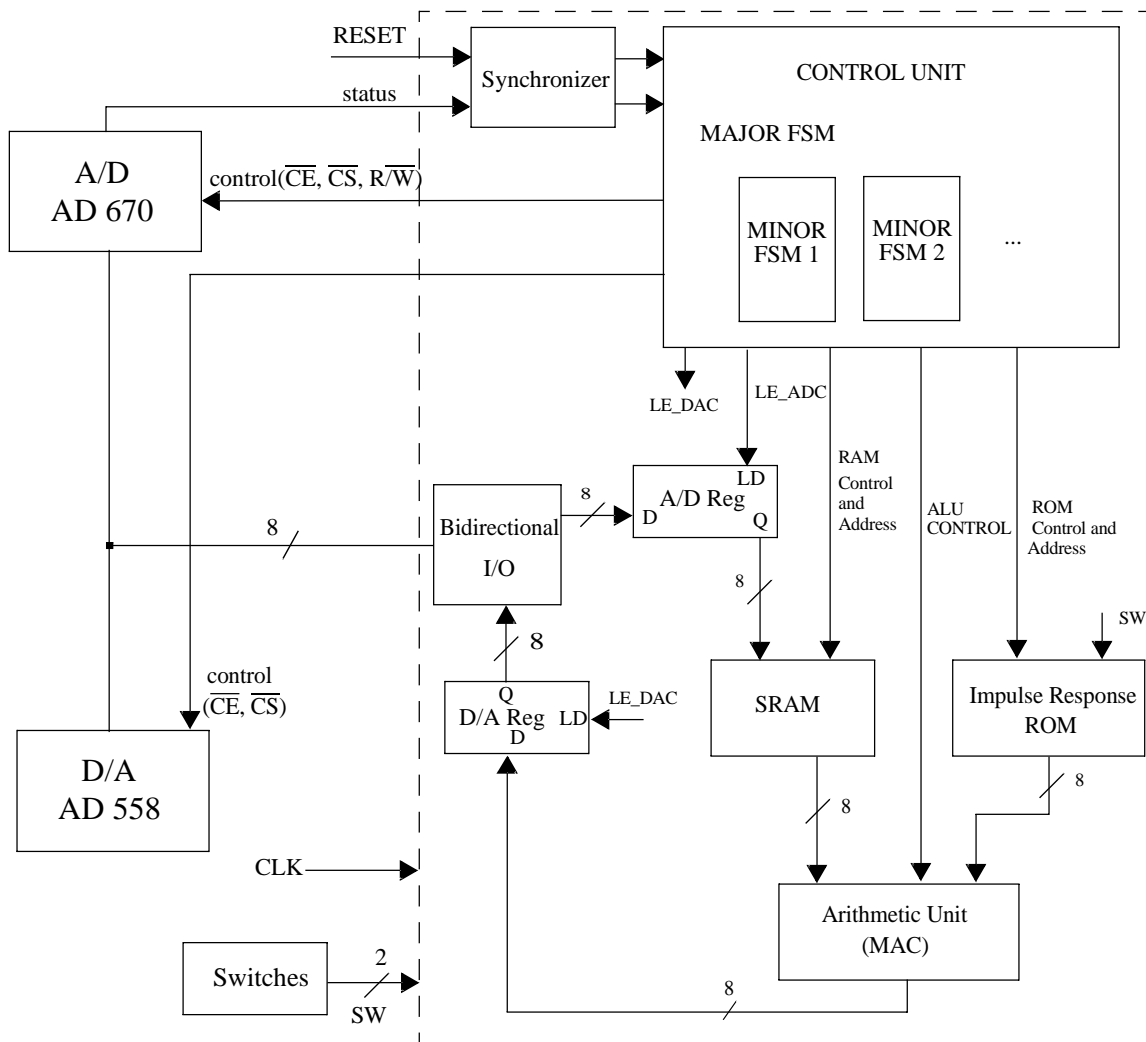 RESET
Synchronizer
CONTROL UNIT
status
MAJOR FSM
A/D
AD 670
control(CE, CS, R/W)
MINOR
FSM 1
MINOR
FSM 2
...
LE_DAC
LE_ADC
RAM
Control
and
Address
ALU
CONTROL
ROM
Control and
Address
8
Bidirectional
I/O
8
LD
A/D Reg
D
Q
8
SW
8
control
(CE, CS)
Q
D/A Reg
LD
D
LE_DAC
SRAM
Impulse Response
ROM
D/A
AD 558
8
8
CLK
Arithmetic Unit
(MAC)
Switches
2
SW
8